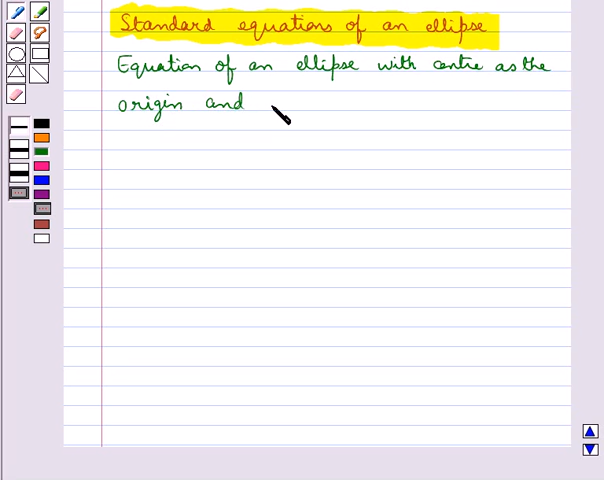 Standard equations of an ellipse
Equation of an ellipse with centre as the
origin and